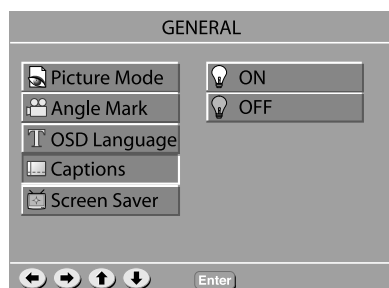 GENERAL
Picture Mode
Angle Mark
OSD Language
Captions
Screen Saver
ON
OFF
Enter